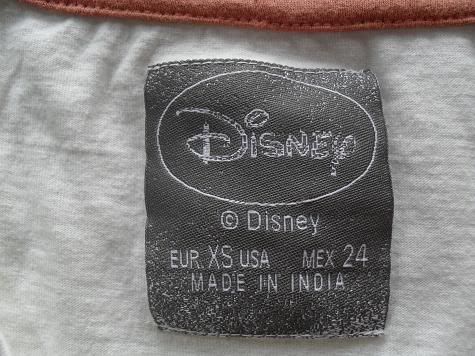 Disney
© Disney
EUR. XS USA MEX 24
MADE IN INDIA